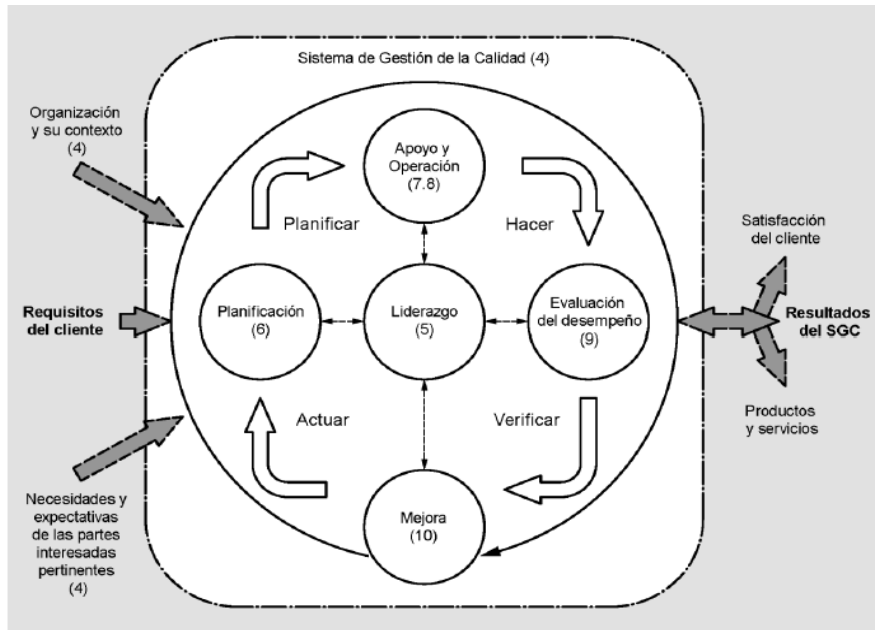 Sistema de Gestión de la Calidad (4)
Organización
y su contexto
(4)
Apoyo y
Operación
(7.8)
Planificar
Hacer
Satisfacción
del cliente
Requisitos
del cliente
Planificación
(6)
Liderazgo
(5)
Evaluación
del desempeño
(9)
Resultados
del SGC
Actuar
Verificar
Productos
y servicios
Necesidades y
expectativas
de las partes
interesadas
pertinentes
(4)
Mejora
(10)